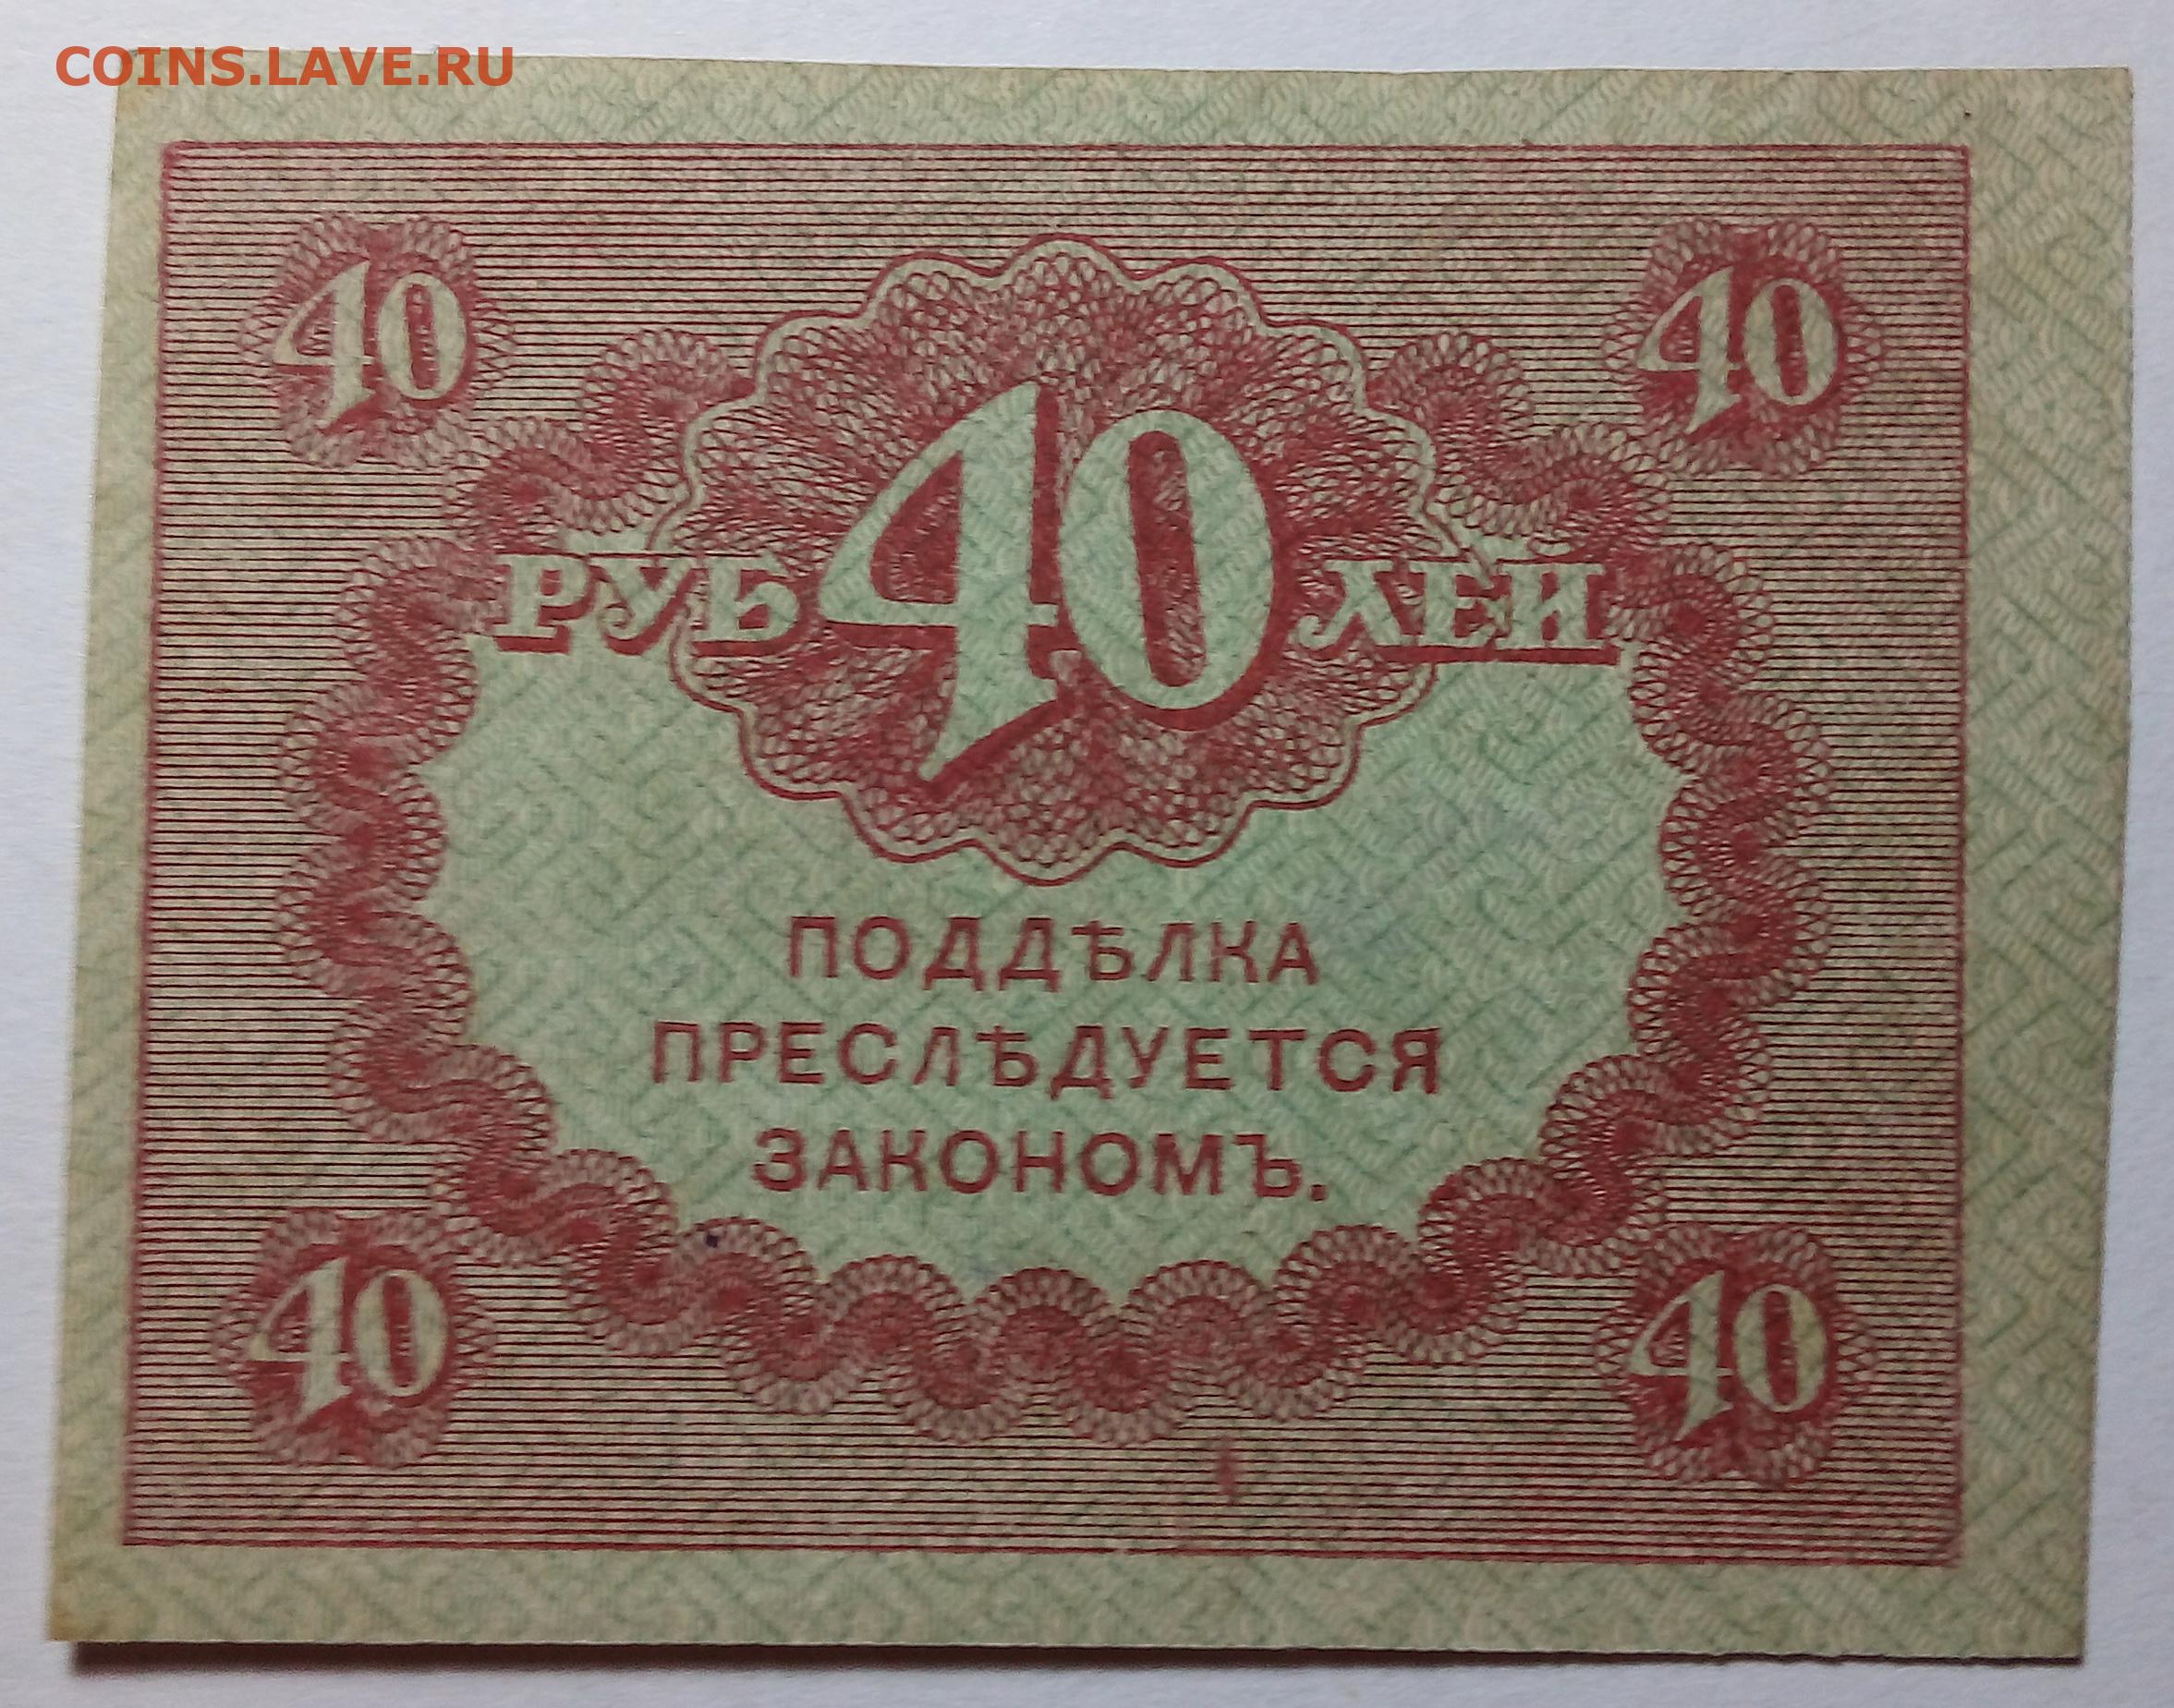 COINS.LAVE.RU
40 40
РУБ 40 ЛЕЙ
ПОДДѢЛКА
ПРЕСЛѢДУЕТСЯ
ЗАКОНОМЪ.
40 40